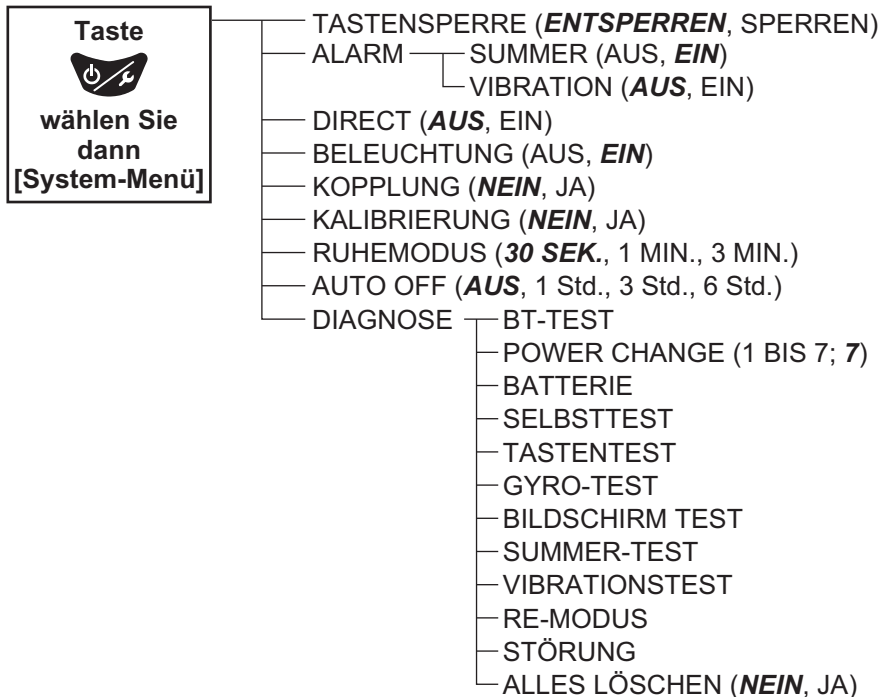 Taste
wählen Sie
dann
[System-Menü]
TASTENSPERRE (ENTSPERREN, SPERREN)
ALARM
SUMMER (AUS, EIN)
VIBRATION (AUS, EIN)
DIRECT (AUS, EIN)
BELEUCHTUNG (AUS, EIN)
KOPPLUNG (NEIN, JA)
KALIBRIERUNG (NEIN, JA)
RUHEMODUS (30 SEK., 1 MIN., 3 MIN.)
AUTO OFF (AUS, 1 Std., 3 Std., 6 Std.)
DIAGNOSE
BT-TEST
POWER CHANGE (1 BIS 7; 7)
BATTERIE
SELBSTTEST
TASTENTEST
GYRO-TEST
BILDSCHIRM TEST
SUMMER-TEST
VIBRATIONSTEST
RE-MODUS
STÖRUNG
ALLES LÖSCHEN (NEIN, JA)